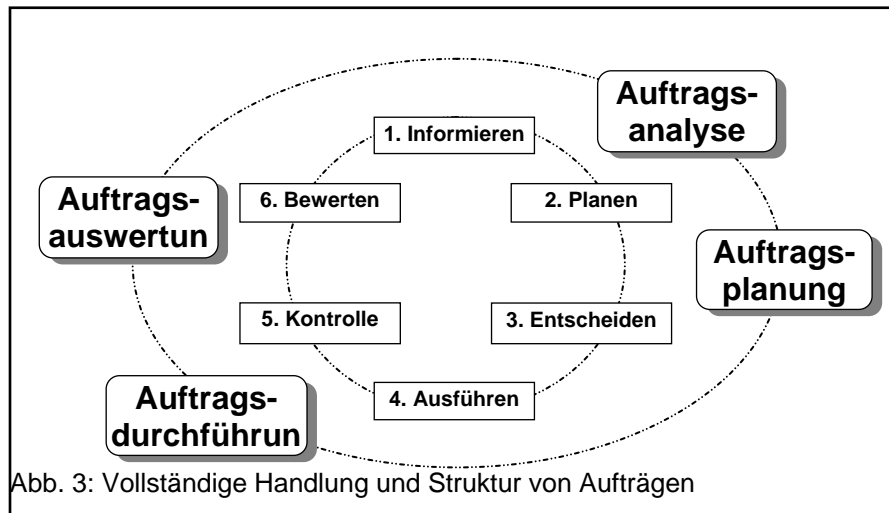 Auftrags-
analyse
1. Informieren
Auftrags-
auswertun
6. Bewerten
2. Planen
Auftrags-
planung
5. Kontrolle
3. Entscheiden
Auftrags-
durchführun
4. Ausführen
Abb. 3: Vollständige Handlung und Struktur von Aufträgen